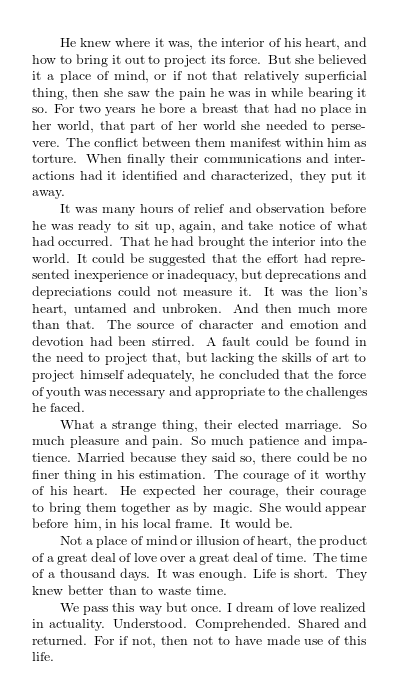 He knew where it was, the interior of his heart, and
how to bring it out to project its force. But she believed
it a place of mind, or if not that relatively superficial
thing, then she saw the pain he was in while bearing it
so. For two years he bore a breast that had no place in
her world, that part of her world she needed to perse-
vere. The conflict between them manifest within him as
torture. When finally their communications and inter-
actions had it identified and characterized, they put it
away.
It was many hours of relief and observation before
he was ready to sit up, again, and take notice of what
had occurred. That he had brought the interior into the
world. It could be suggested that the effort had repre-
sented inexperience or inadequacy, but deprecations and
depreciations could not measure it. It was the lion's
heart, untamed and unbroken. And then much more
than that. The source of character and emotion and
devotion had been stirred. A fault could be found in
the need to project that, but lacking the skills of art to
project himself adequately, he concluded that the force
of youth was necessary and appropriate to the challenges
he faced.
What a strange thing, their elected marriage. So
much pleasure and pain. So much patience and impa-
tience. Married because they said so, there could be no
finer thing in his estimation. The courage of it worthy
of his heart. He expected her courage, their courage
to bring them together as by magic. She would appear
before him, in his local frame. It would be.
Not a place of mind or illusion of heart, the product
of a great deal of love over a great deal of time. The time
of a thousand days. It was enough. Life is short. They
knew better than to waste time.
We pass this way but once. I dream of love realized
in actuality. Understood. Comprehended. Shared and
returned. For if not, then not to have made use of this
life.